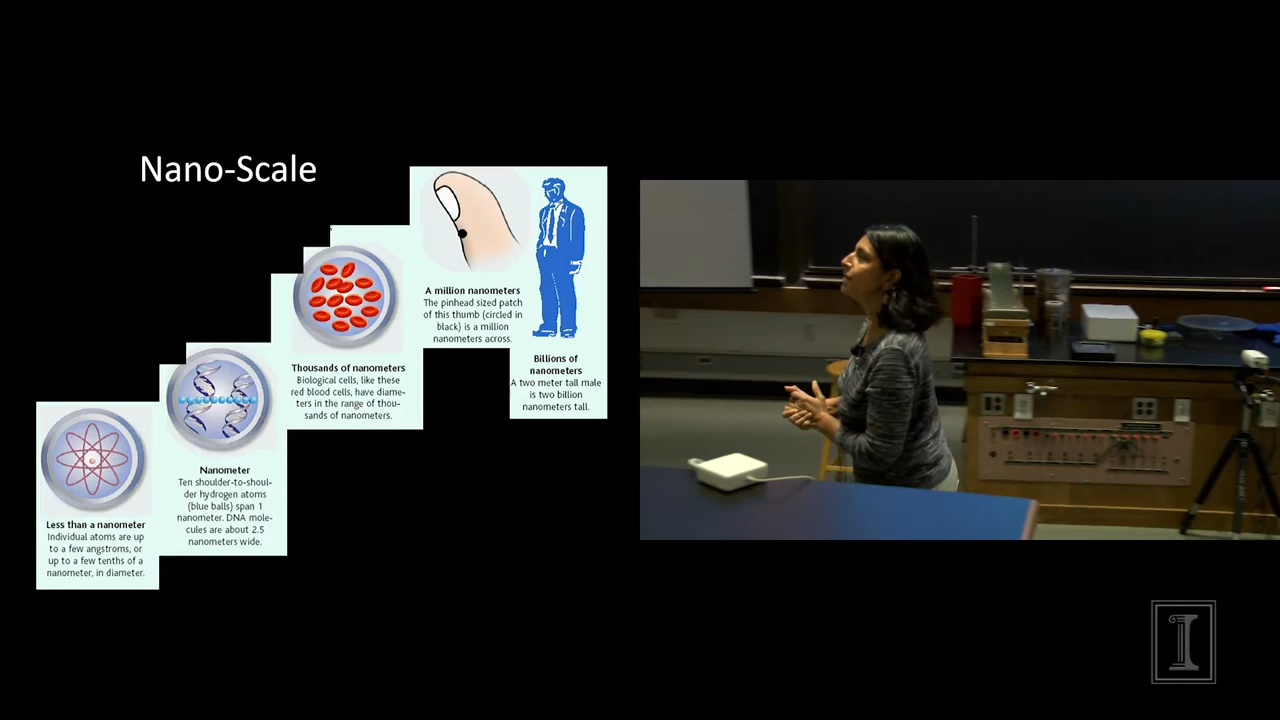 Nano-Scale
Less than a nanometer
Individual atoms are up
to a few angstroms, or
up to a few tenths of a
nanometer, in diameter.
Nanometer
Ten shoulder-to-shoul-
der hydrogen atoms
(blue balls) span 1
nanometer. DNA mole-
cules are about 2.5
nanometers wide.
Thousands of nanometers
Biological cells, like these
red blood cells, have diame-
ters in the range of thou-
sands of nanometers.
A million nanometers
The pinhead sized patch
of this thumb (circled in
black) is a million
nanometers across.
Billions of
nanometers
A two meter tall male
is two billion
nanometers tall.